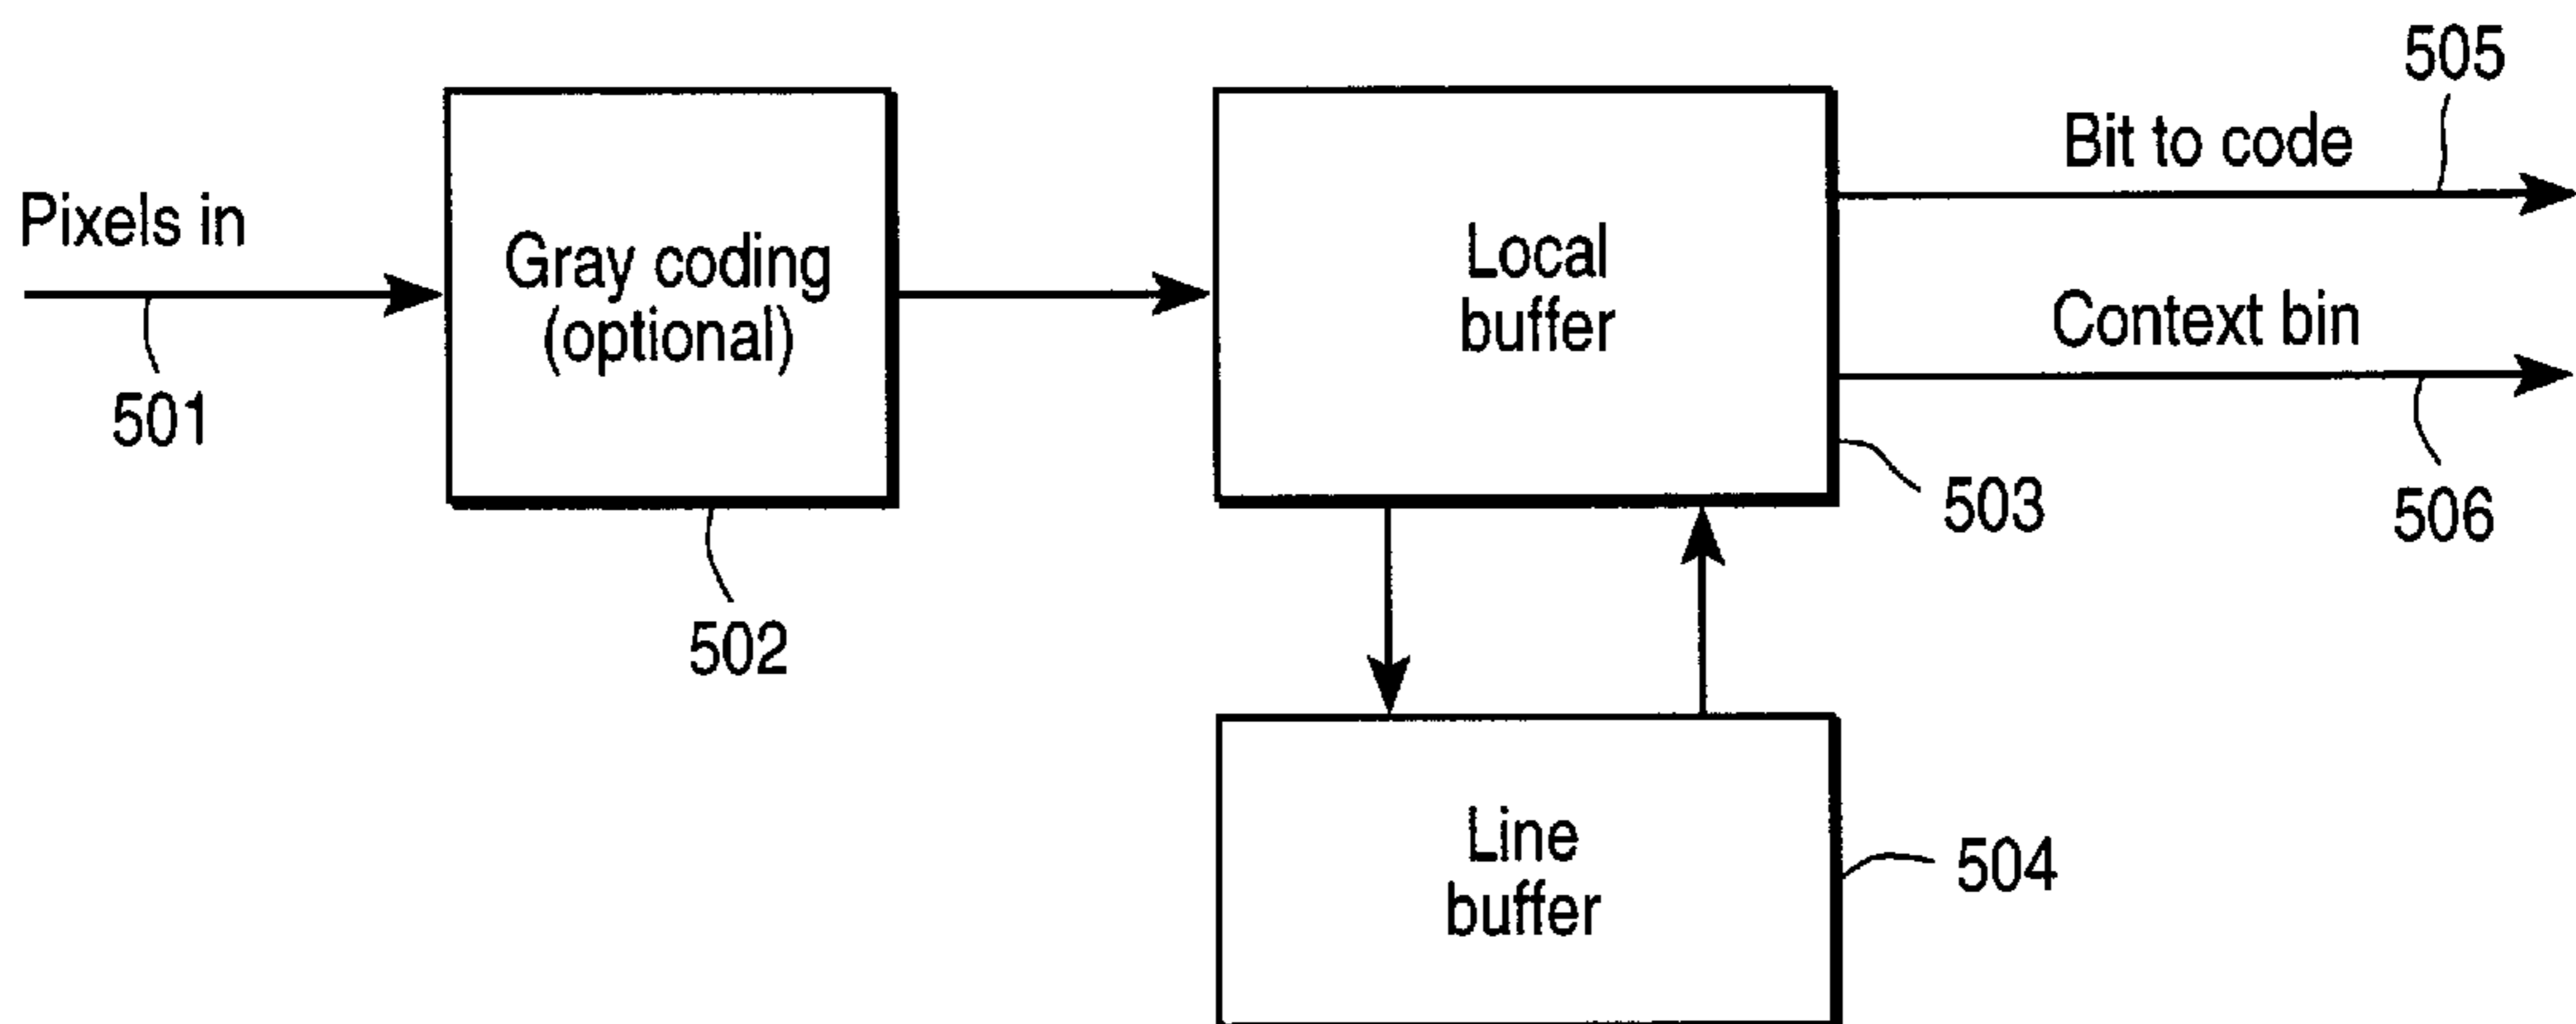 505
Bit to code
Pixels in
Gray coding
(optional)
Local
buffer
Context bin
501
503
506
502
Line
buffer
504